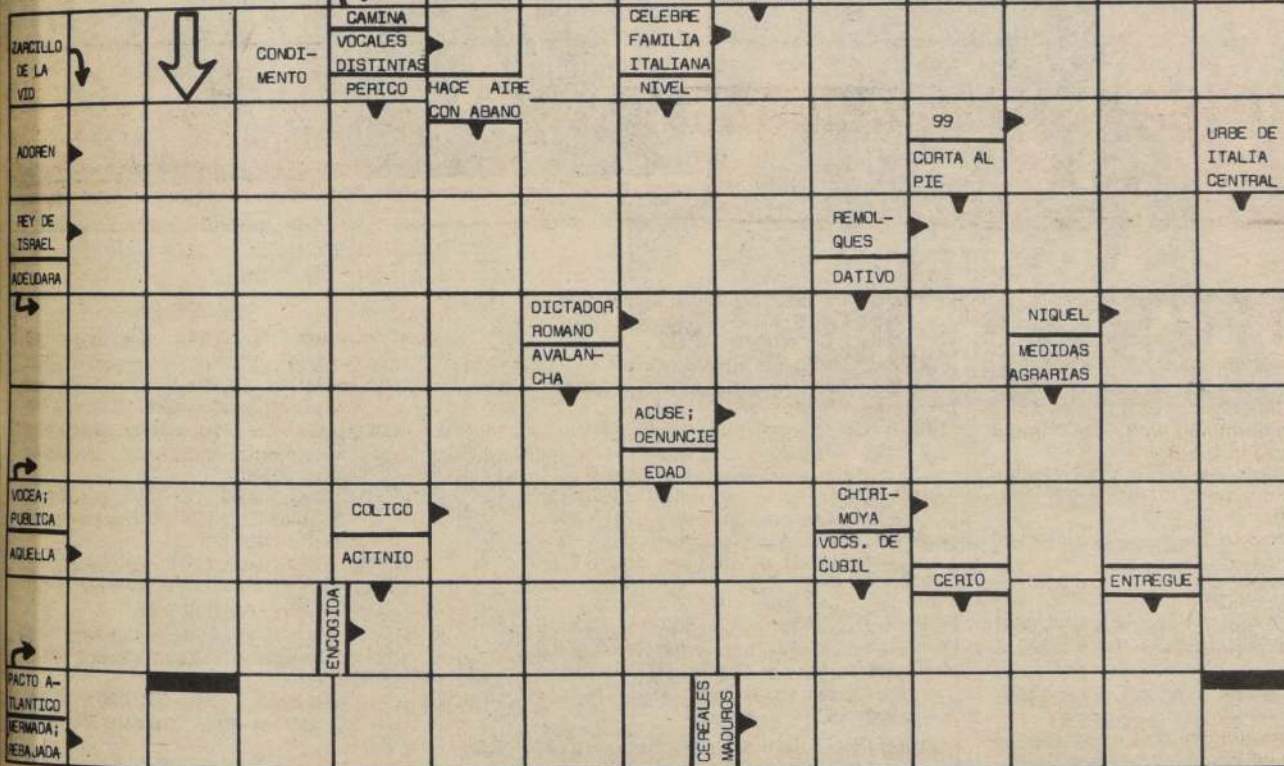 CAMINA
VOCALES
DISTINTAS
PERICO
CELEBRE
FAMILIA
ITALIANA
NIVEL
ZARCILLO
DE LA
VID
CONDI-
MENTO
HACE AIRE
CON ABANO
ADOREN
99
CORTA AL
PIE
URBE DE
ITALIA
CENTRAL
REY DE
ISRAEL
ADEUDARA
REMOL-
QUES
DATIVO
DICTADOR
ROMANO
AVALAN-
CHA
NIQUEL
MEDIDAS
AGRARIAS
ACUSE;
DENUNCIE
EDAD
VOCEA;
PUBLICA
AQUELLA
COLICO
ACTINIO
CHIRI-
MOYA
VOCS. DE
CUBIL
CERIO
ENTREGUE
ENCOGIDA
PACTO A-
TLANTICO
MERMADA;
REBAJADA
CEREALES
MADUROS